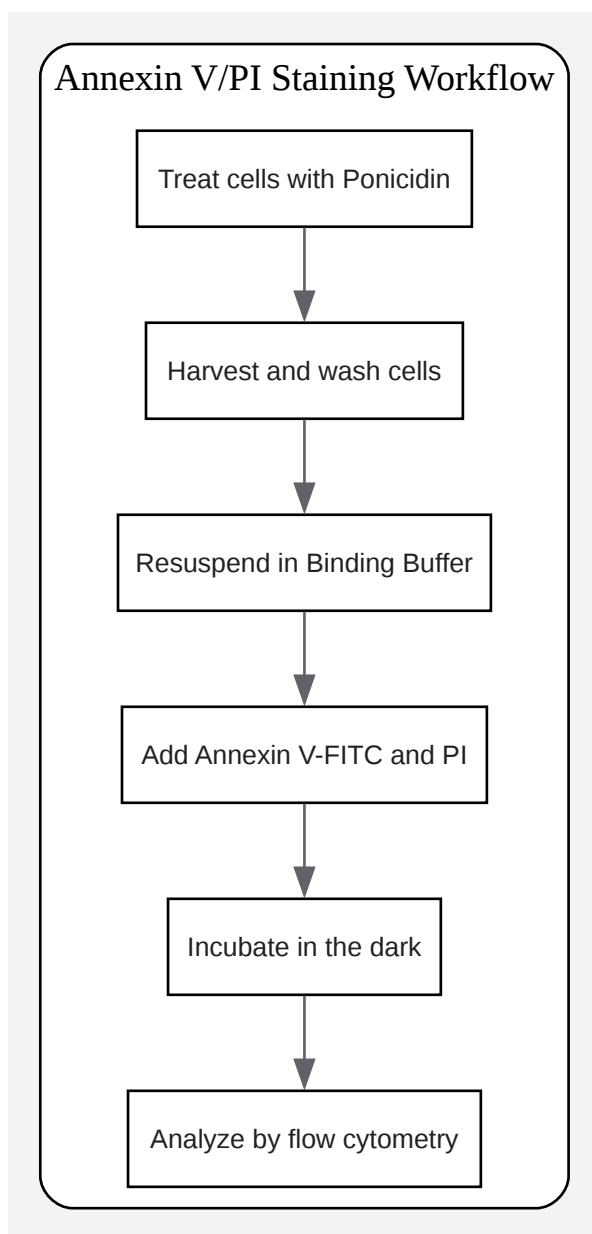 Annexin V/PI Staining Workflow
Treat cells with Ponicidin
Harvest and wash cells
Resuspend in Binding Buffer
Add Annexin V-FITC and PI
Incubate in the dark
Analyze by flow cytometry